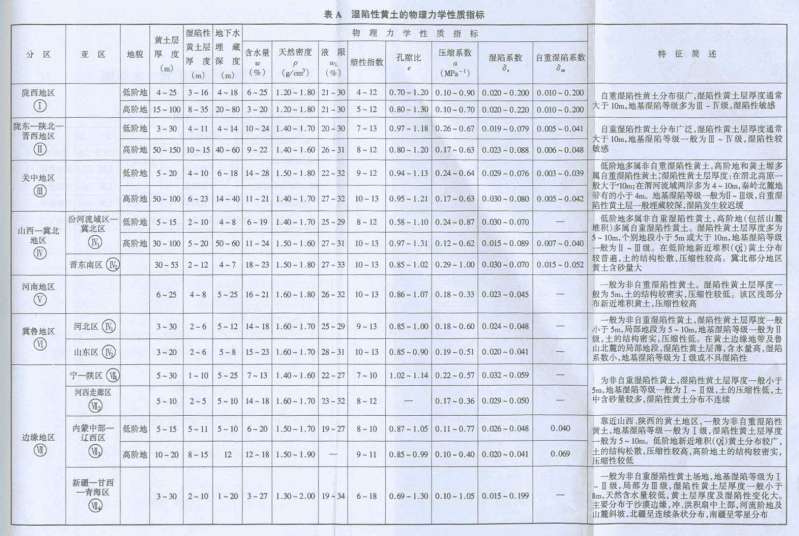 表 A 湿陷性黄土的物理力学性质指标
分 区 亚 区 地貌 黄土层厚度(m) 湿陷性黄土层厚度(m) 地下水埋藏深度(m) 物理力学性质指标 特征简述
含水量 w (%) 天然密度 ρ (g/cm³) 液限 wL (%) 塑性指数 孔隙比 e 压缩系数 a (MPa⁻¹) 湿陷系数 δs 自重湿陷系数 δzs
陇西地区 Ⅰ
低阶地 4~25 3~16 4~18 6~25 1.20~1.80 21~30 4~12 0.70~1.20 0.10~0.90 0.020~0.200 0.010~0.200
高阶地 15~100 8~35 20~80 3~20 1.20~1.80 21~30 5~12 0.80~1.30 0.10~0.70 0.020~0.220 0.010~0.200
自重湿陷性黄土分布很广,湿陷性黄土层厚度通常
大于10m,地基湿陷等级多为Ⅲ~Ⅳ级,湿陷性敏感
陇东—陕北—晋西地区 Ⅱ
低阶地 3~30 4~11 4~14 10~24 1.40~1.70 20~30 7~13 0.97~1.18 0.26~0.67 0.019~0.079 0.005~0.041
高阶地 50~150 10~15 40~60 9~22 1.40~1.60 26~31 8~12 0.80~1.20 0.17~0.63 0.023~0.088 0.006~0.048
自重湿陷性黄土分布广泛,湿陷性黄土层厚度通常
大于10m,地基湿陷等级一般为Ⅲ~Ⅳ级,湿陷性较
敏感
关中地区 Ⅲ
低阶地 5~20 4~10 6~18 14~28 1.50~1.80 22~32 9~12 0.94~1.13 0.24~0.64 0.029~0.076 0.003~0.039
高阶地 50~100 6~23 14~40 11~21 1.40~1.70 27~32 10~13 0.95~1.21 0.17~0.63 0.030~0.080 0.005~0.042
低阶地多属非自重湿陷性黄土,高阶地和黄土塬多
属自重湿陷性黄土;湿陷性黄土层厚度:在渭北高原一
般大于10m;在渭河流域两岸多为4~10m,秦岭北麓地
带有的小于4m。地基湿陷等级一般为Ⅱ~Ⅲ级,自重湿
陷性黄土层一般埋藏较深,湿陷发生较迟缓
山西—冀北地区 Ⅳ
汾河流域区—冀北区 Ⅳ₁
低阶地 5~15 2~10 4~8 6~19 1.40~1.70 25~29 8~12 0.58~1.10 0.24~0.87 0.030~0.070 —
高阶地 30~100 5~20 50~60 11~24 1.50~1.60 27~31 10~13 0.97~1.31 0.12~0.62 0.015~0.089 0.007~0.040
晋东南区 Ⅳ₂ 30~53 2~12 4~7 18~23 1.50~1.80 27~33 10~13 0.85~1.02 0.29~1.00 0.030~0.070 0.015~0.052
低阶地多属非自重湿陷性黄土,高阶地(包括山麓
堆积)多属自重湿陷性黄土。湿陷性黄土层厚度多为
5~10m,个别地段小于5m或大于10m,地基湿陷等级
一般为Ⅱ~Ⅲ级。在低阶地新近堆积(Q₄²)黄土分布
较普遍,土的结构松散,压缩性较高。冀北部分地区
黄土含砂量大
河南地区 Ⅴ
6~25 4~8 5~25 16~21 1.60~1.80 26~32 10~13 0.86~1.07 0.18~0.33 0.023~0.045 —
一般为非自重湿陷性黄土。湿陷性黄土层厚度一
般为5m,土的结构较密实,压缩性较低。该区浅部分
布新近堆积黄土,压缩性较高
冀鲁地区 Ⅵ
河北区 Ⅵ₁ 3~30 2~6 5~12 14~18 1.60~1.70 25~29 9~13 0.85~1.00 0.18~0.60 0.024~0.048 —
山东区 Ⅵ₂ 3~20 2~6 5~8 15~23 1.60~1.70 28~31 10~13 0.85~0.90 0.19~0.51 0.020~0.041 —
一般为非自重湿陷性黄土,湿陷性黄土层厚度一般
小于5m,局部地段为5~10m,地基湿陷等级一般为Ⅱ
级,土的结构密实,压缩性低。在黄土边缘地带及鲁
山北麓的局部地段,湿陷性黄土层薄,含水量高,湿陷
系数小,地基湿陷等级为Ⅰ级或不具湿陷性
边缘地区 Ⅶ
宁—陕区 Ⅶ₁ 5~30 1~10 5~25 7~13 1.40~1.60 22~27 7~10 1.02~1.14 0.22~0.57 0.032~0.059 —
河西走廊区 Ⅶ₂ 5~10 2~5 5~10 14~18 1.60~1.70 23~32 8~12 — 0.17~0.36 0.029~0.050 —
为非自重湿陷性黄土,湿陷性黄土层厚度一般小于
5m,地基湿陷等级一般为Ⅰ~Ⅱ级,土的压缩性低,土
中含砂量较多,湿陷性黄土分布不连续
内蒙中部—辽西区 Ⅶ₃
低阶地 5~15 5~11 5~10 6~20 1.50~1.70 19~27 8~10 0.87~1.05 0.11~0.77 0.026~0.048 0.040
高阶地 10~20 8~15 12 12~18 1.50~1.90 — 9~11 0.85~0.99 0.10~0.40 0.020~0.041 0.069
靠近山西、陕西的黄土地区,一般为非自重湿陷性
黄土,地基湿陷等级一般为Ⅰ级,湿陷性黄土层厚度
一般为5~10m。低阶地新近堆积(Q₄²)黄土分布较广,
土的结构松散,压缩性较高,高阶地土的结构较密实,
压缩性较低
新疆—甘西—青海区 Ⅶ₄
3~30 2~10 1~20 3~27 1.30~2.00 19~34 6~18 0.69~1.30 0.10~1.05 0.015~0.199 —
一般为非自重湿陷性黄土场地,地基湿陷等级为Ⅰ
~Ⅱ级,局部为Ⅲ级,湿陷性黄土层厚度一般小于
8m,天然含水量较低,黄土层厚度及湿陷性变化大。
主要分布于沙漠边缘,冲、洪积扇中上部,河流阶地及
山麓斜坡,北疆呈连续条状分布,南疆呈零星分布